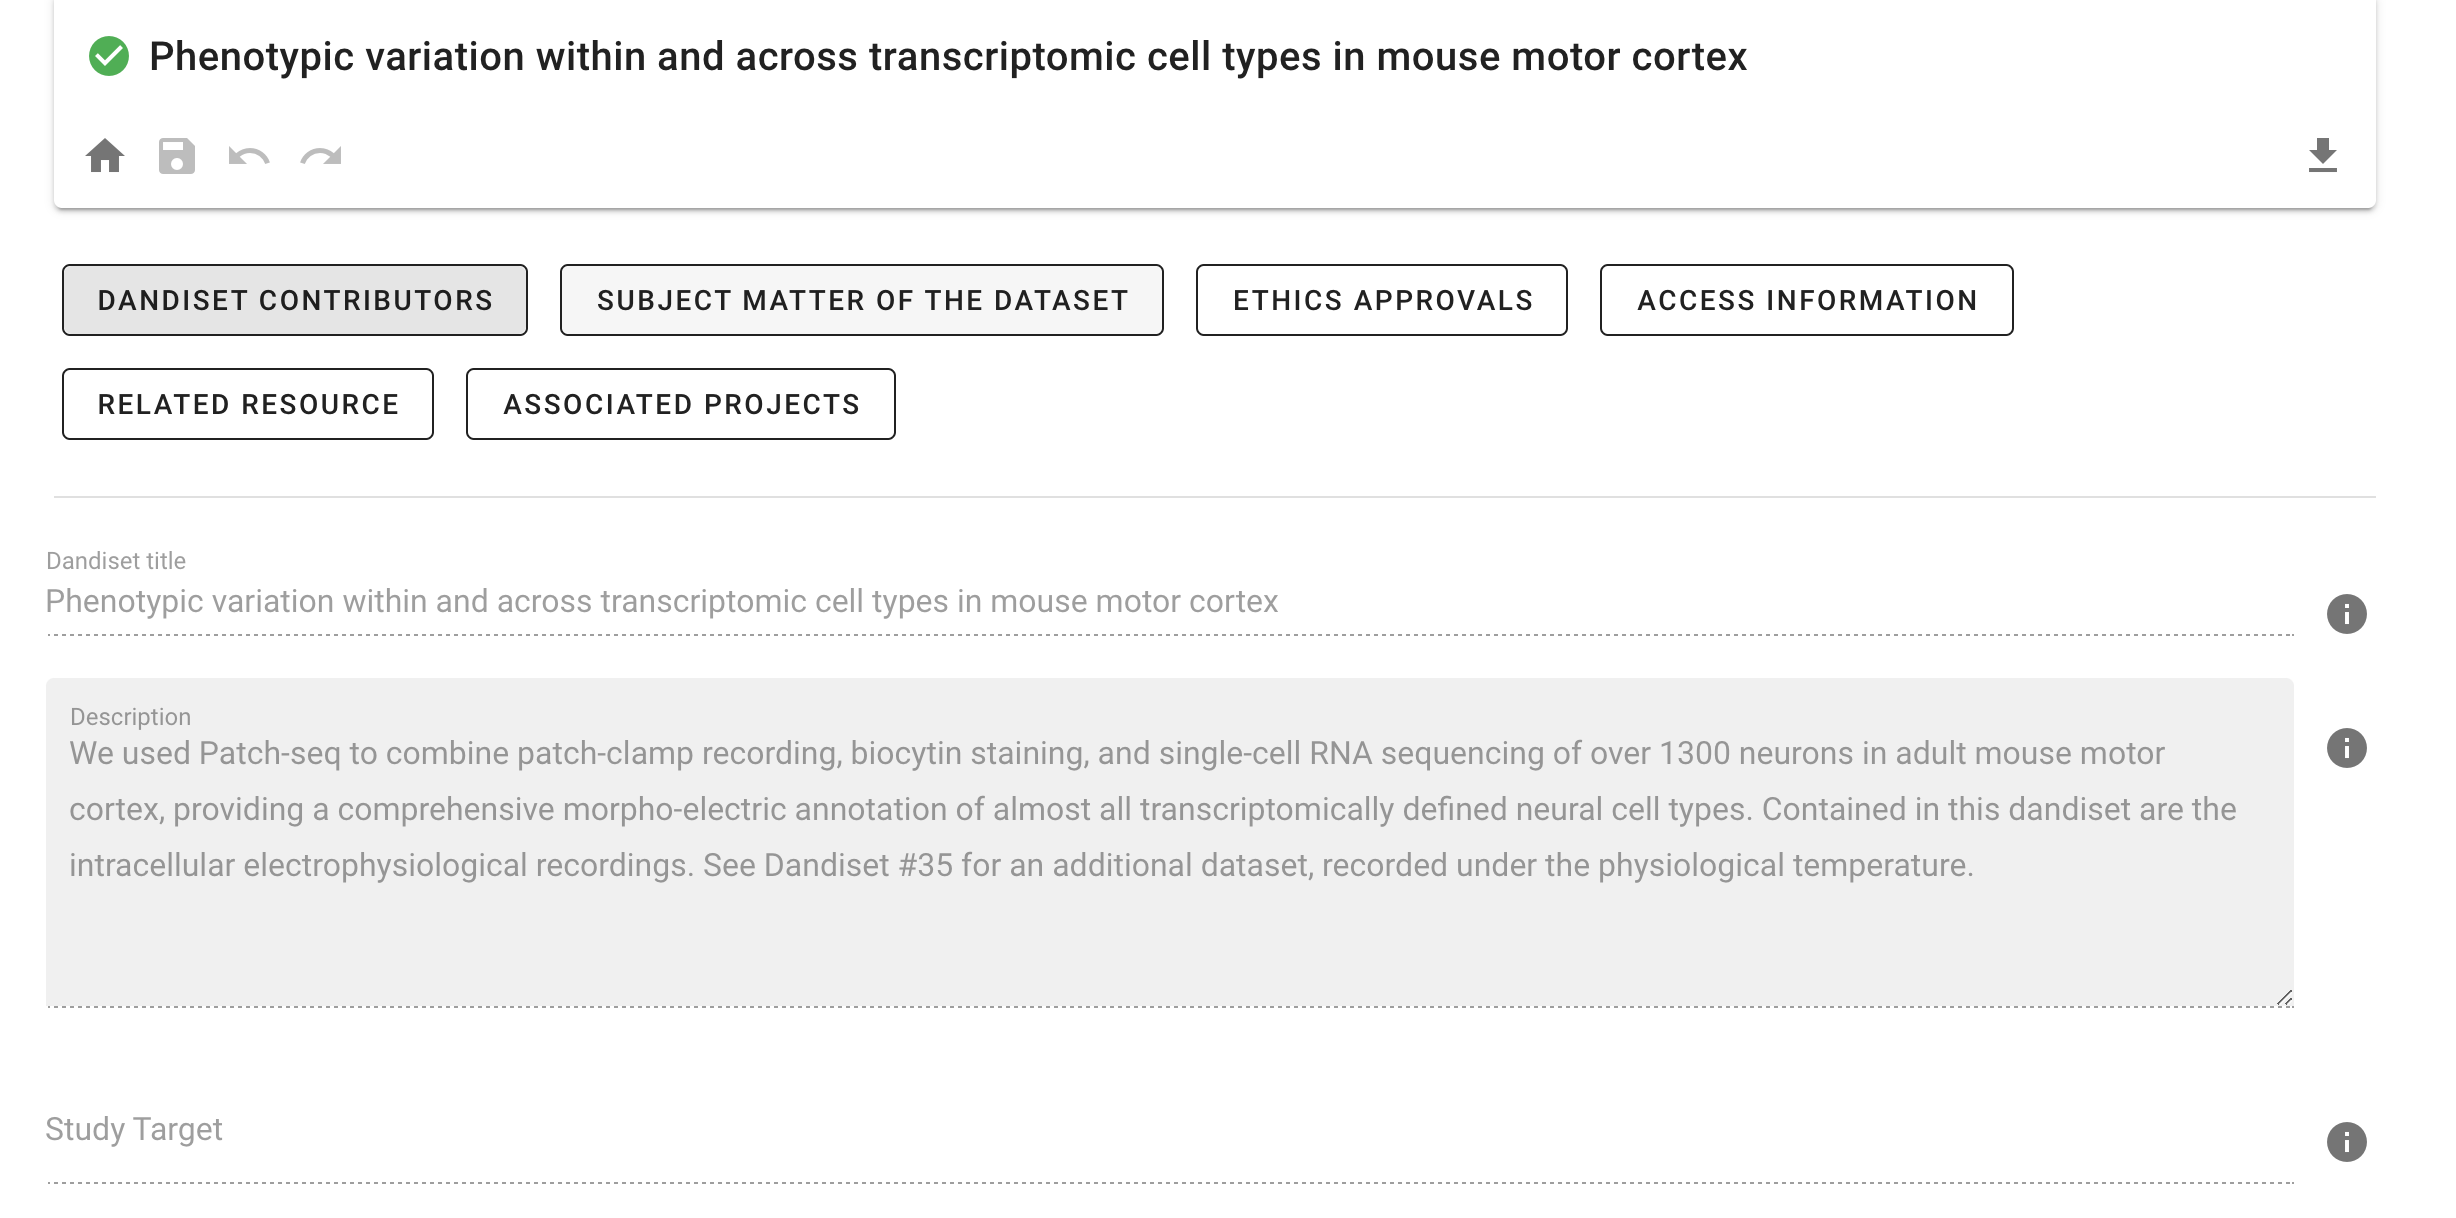 Phenotypic variation within and across transcriptomic cell types in mouse motor cortex
DANDISET CONTRIBUTORS
SUBJECT MATTER OF THE DATASET
ETHICS APPROVALS
ACCESS INFORMATION
RELATED RESOURCE
ASSOCIATED PROJECTS
Dandiset title
Phenotypic variation within and across transcriptomic cell types in mouse motor cortex
Description
We used Patch-seq to combine patch-clamp recording, biocytin staining, and single-cell RNA sequencing of over 1300 neurons in adult mouse motor
cortex, providing a comprehensive morpho-electric annotation of almost all transcriptomically defined neural cell types. Contained in this dandiset are the
intracellular electrophysiological recordings. See Dandiset #35 for an additional dataset, recorded under the physiological temperature.
Study Target